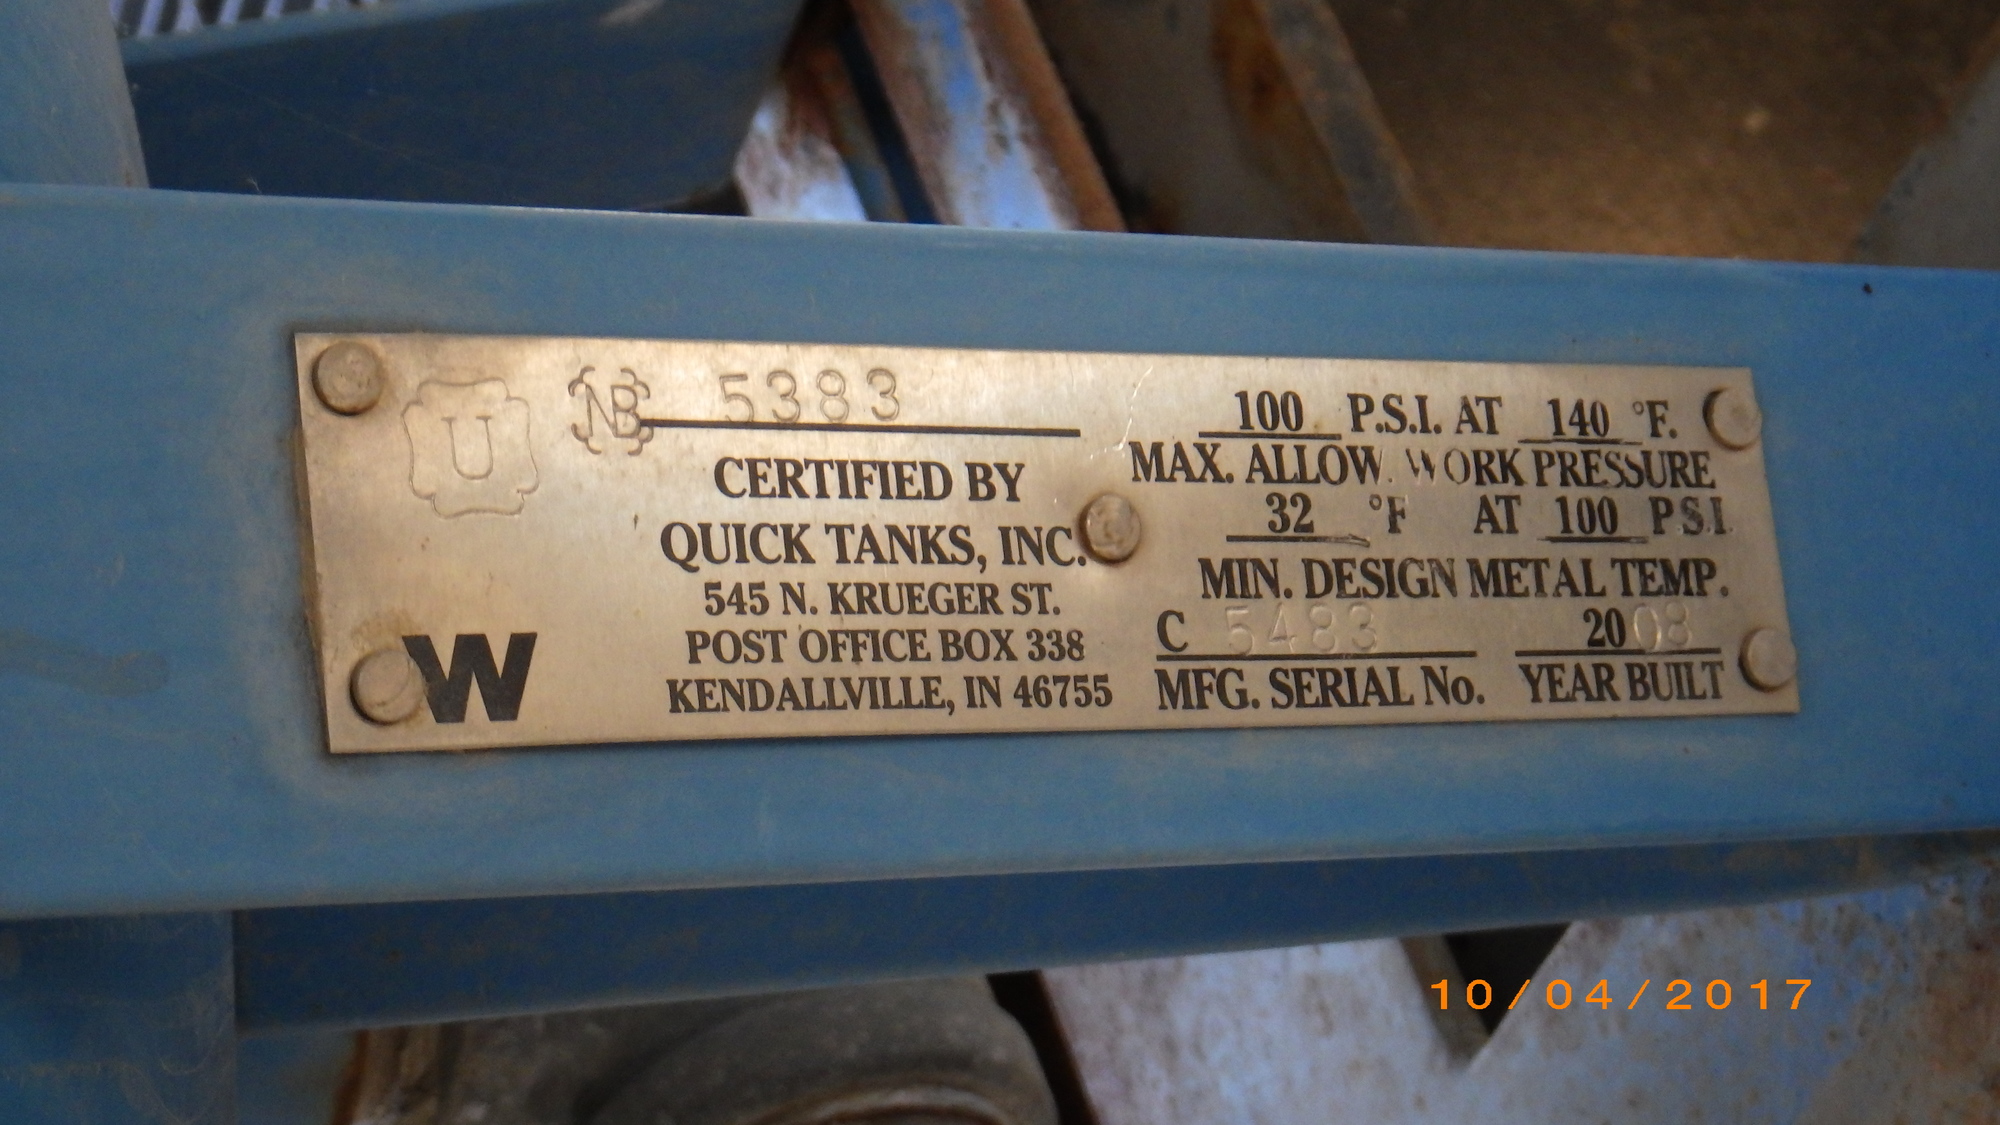 U NB 5383
CERTIFIED BY
QUICK TANKS, INC.
545 N. KRUEGER ST.
POST OFFICE BOX 338
KENDALLVILLE, IN 46755
W
100 P.S.I. AT 140 °F.
MAX. ALLOW. WORK PRESSURE
32 °F AT 100 P.S.I.
MIN. DESIGN METAL TEMP.
C 5483 2008
MFG. SERIAL No. YEAR BUILT
10/04/2017